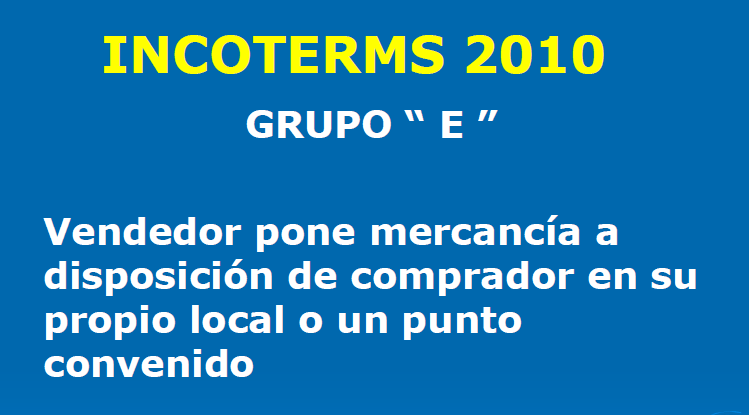 INCOTERMS 2010
GRUPO “ E ”
Vendedor pone mercancía a
disposición de comprador en su
propio local o un punto
convenido